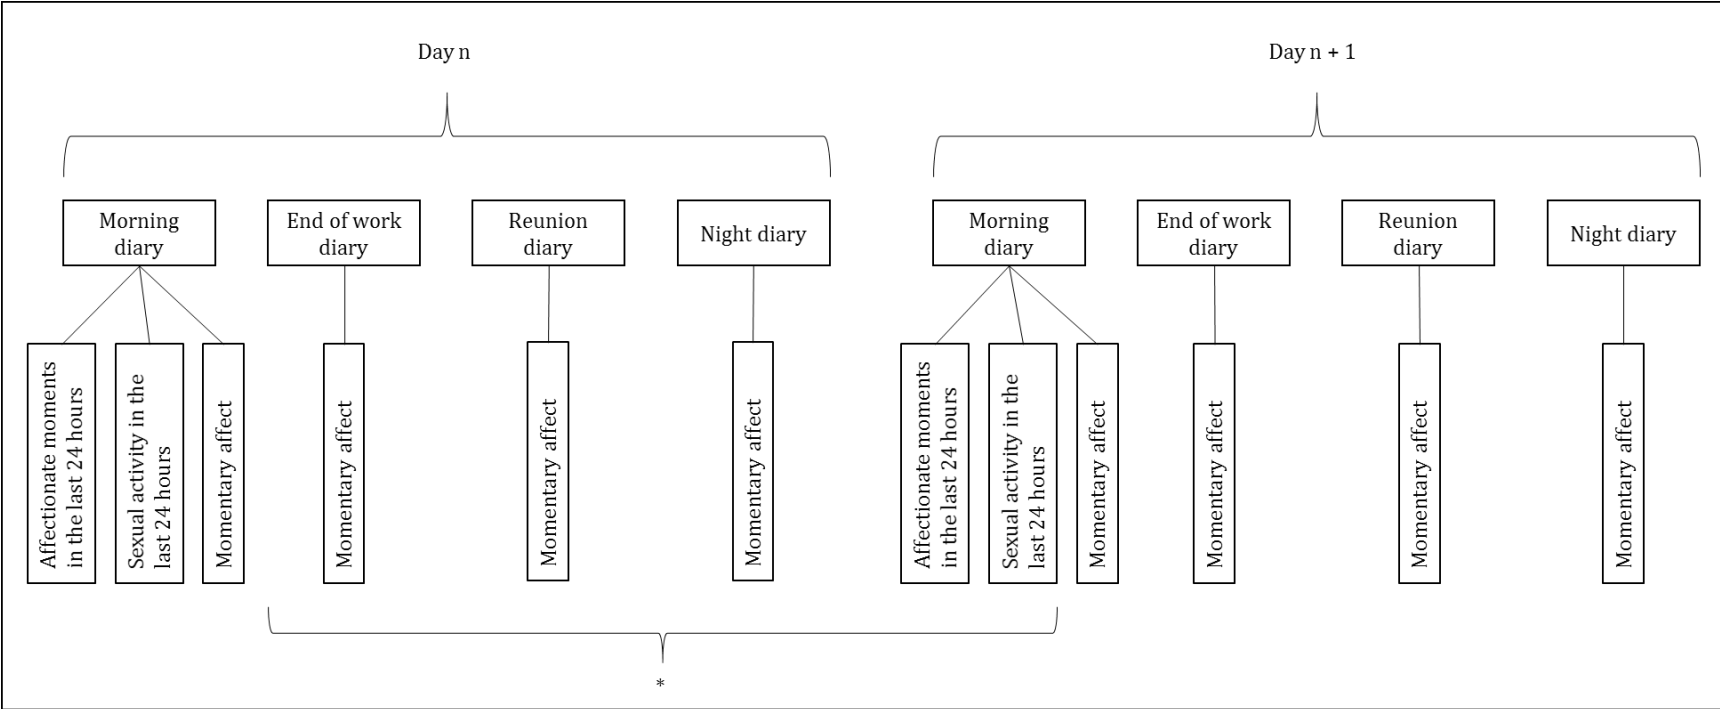 Day n
Day n + 1
Morning
diary
End of work
diary
Reunion
diary
Night diary
Morning
diary
End of work
diary
Reunion
diary
Night diary
Affectionate moments
in the last 24 hours
Sexual activity in the
last 24 hours
Momentary affect
Momentary affect
Momentary affect
Momentary affect
Affectionate moments
in the last 24 hours
Sexual activity in the
last 24 hours
Momentary affect
Momentary affect
Momentary affect
Momentary affect
*